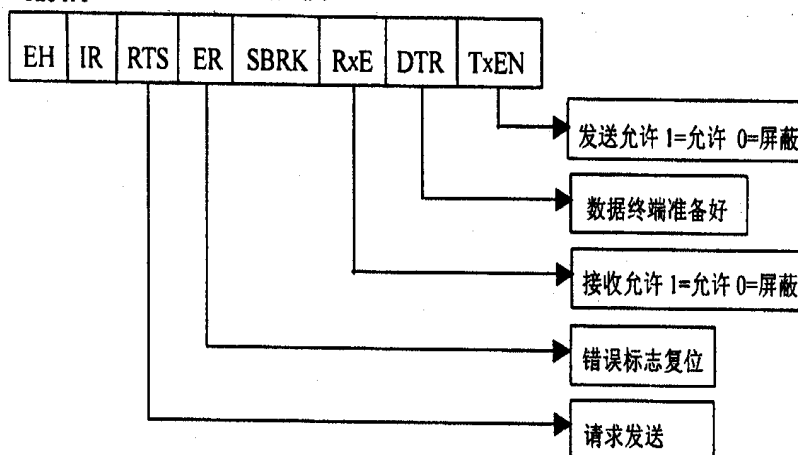 EH IR RTS ER SBRK RxE DTR TxEN
发送允许 1=允许 0=屏蔽
数据终端准备好
接收允许 1=允许 0=屏蔽
错误标志复位
请求发送